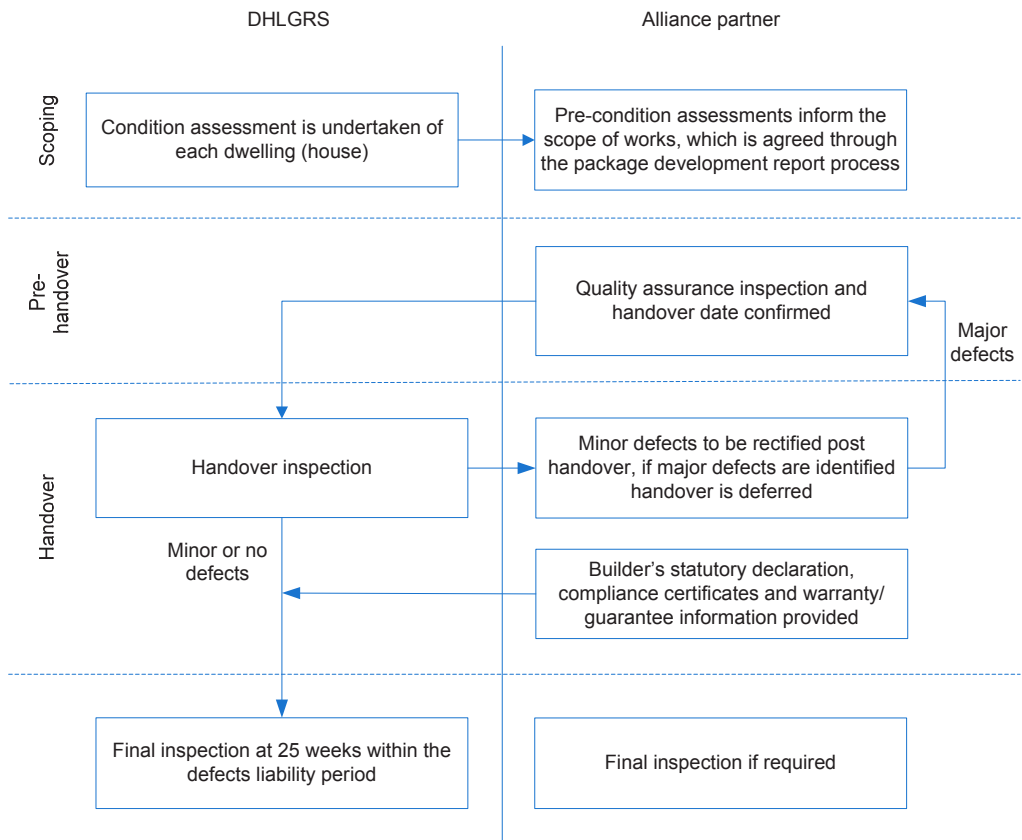 DHLGRS
Alliance partner
Scoping
Condition assessment is undertaken of
each dwelling (house)
Pre-condition assessments inform the
scope of works, which is agreed through
the package development report process
Pre-
handover
Quality assurance inspection and
handover date confirmed
Major
defects
Handover
Handover inspection
Minor defects to be rectified post
handover, if major defects are identified
handover is deferred
Minor or no
defects
Builder’s statutory declaration,
compliance certificates and warranty/
guarantee information provided
Final inspection at 25 weeks within the
defects liability period
Final inspection if required